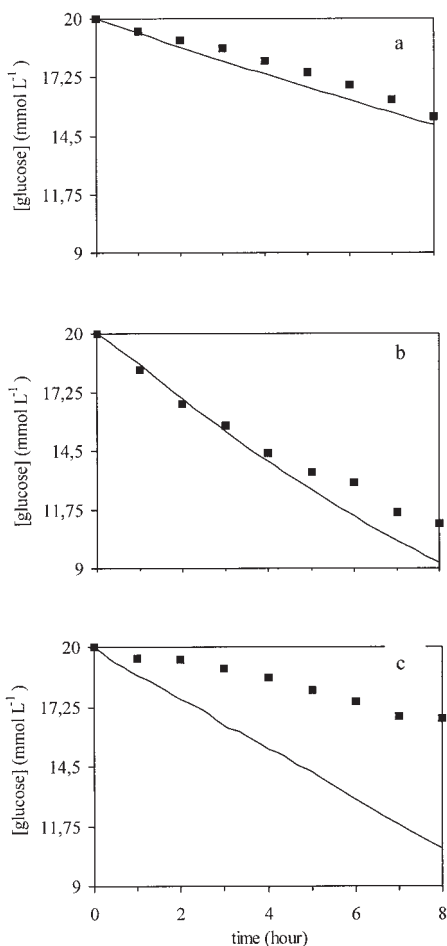 a
20
17,25
14,5
11,75
9
[glucose] (mmol L⁻¹)
b
20
17,25
14,5
11,75
9
[glucose] (mmol L⁻¹)
c
20
17,25
14,5
11,75
9
[glucose] (mmol L⁻¹)
0 2 4 6 8
time (hour)